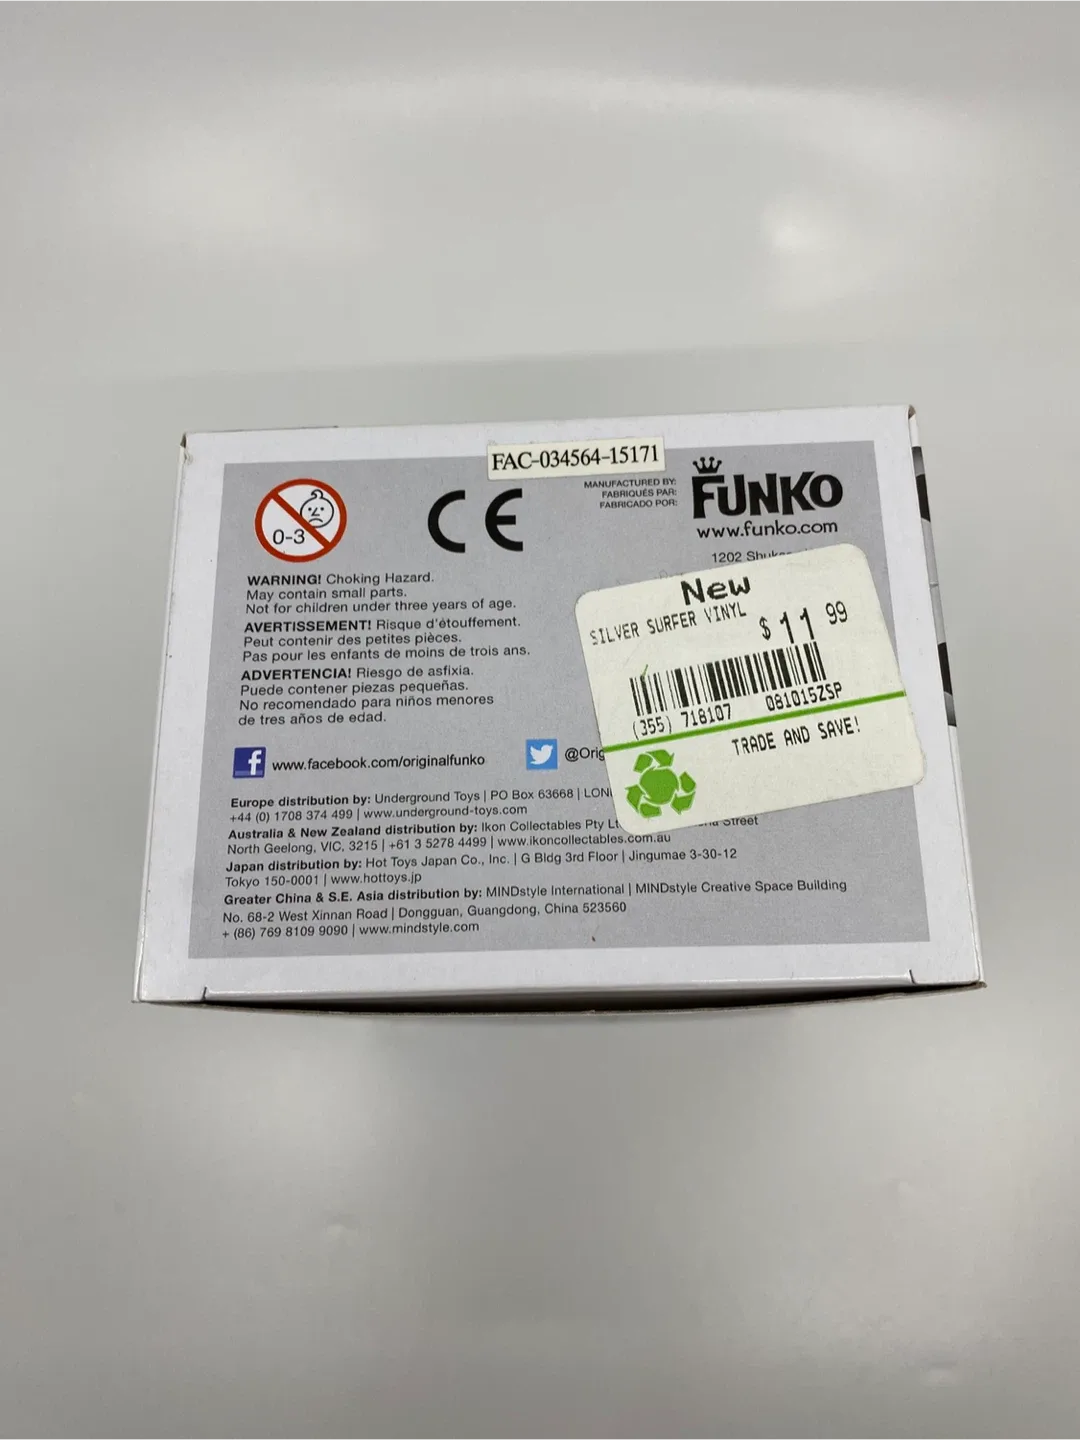 FAC-034564-15171
MANUFACTURED BY:
FABRIQUÉS PAR:
FABRICADO POR:
FUNKO
www.funko.com
1202
0-3
CE
WARNING! Choking Hazard.
May contain small parts.
Not for children under three years of age.
AVERTISSEMENT! Risque d'étouffement.
Peut contenir des petites pièces.
Pas pour les enfants de moins de trois ans.
ADVERTENCIA! Riesgo de asfixia.
Puede contener piezas pequeñas.
No recomendado para niños menores
de tres años de edad.
New
SILVER SURFER VINYL
$11 99
(355) 718107 081015ZSP
TRADE AND SAVE!
f www.facebook.com/originalfunko
Europe distribution by: Underground Toys | PO Box 63668 |
+44 (0) 1708 374 499 | www.underground-toys.com
Australia & New Zealand distribution by: Ikon Collectables Pty Street
North Geelong, VIC, 3215 | +61 3 5278 4499 | www.ikoncollectables.com.au
Japan distribution by: Hot Toys Japan Co., Inc. | G Bldg 3rd Floor | Jingumae 3-30-12
Tokyo 150-0001 | www.hottoys.jp
Greater China & S.E. Asia distribution by: MINDstyle International | MINDstyle Creative Space Building
No. 68-2 West Xinnan Road | Dongguan, Guangdong, China 523560
+ (86) 769 8109 9090 | www.mindstyle.com